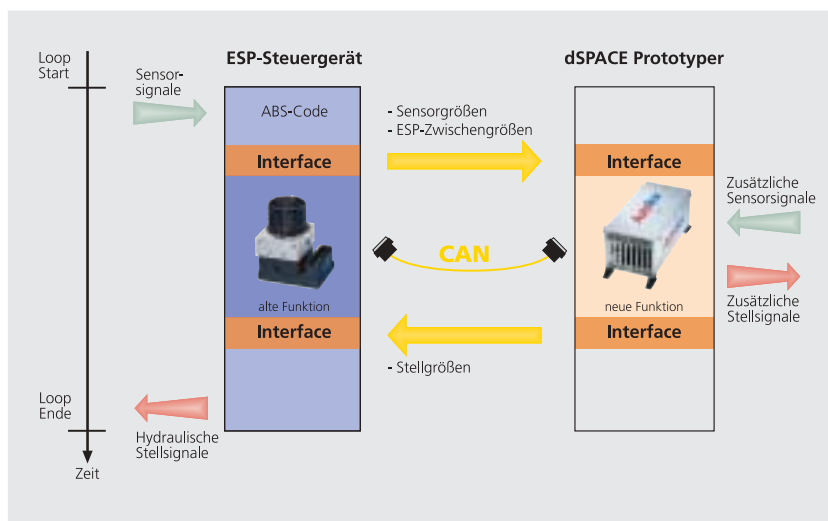 ESP-Steuergerät
dSPACE Prototyper
Loop
Start
Sensor-
signale
ABS-Code
- Sensorgrößen
- ESP-Zwischengrößen
Interface
Interface
Zusätzliche
Sensorsignale
CAN
alte Funktion
neue Funktion
Zusätzliche
Stellsignale
Interface
Interface
- Stellgrößen
Loop
Ende
Hydraulische
Stellsignale
Zeit